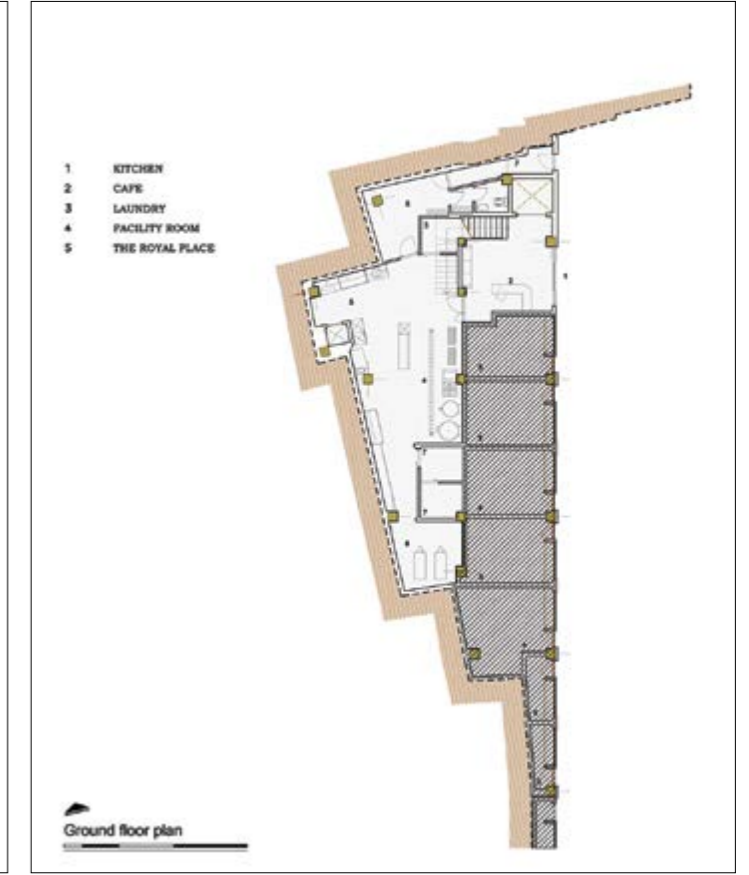 1 KITCHEN
2 CAFE
3 LAUNDRY
4 FACILITY ROOM
5 THE ROYAL PLACE
Ground floor plan